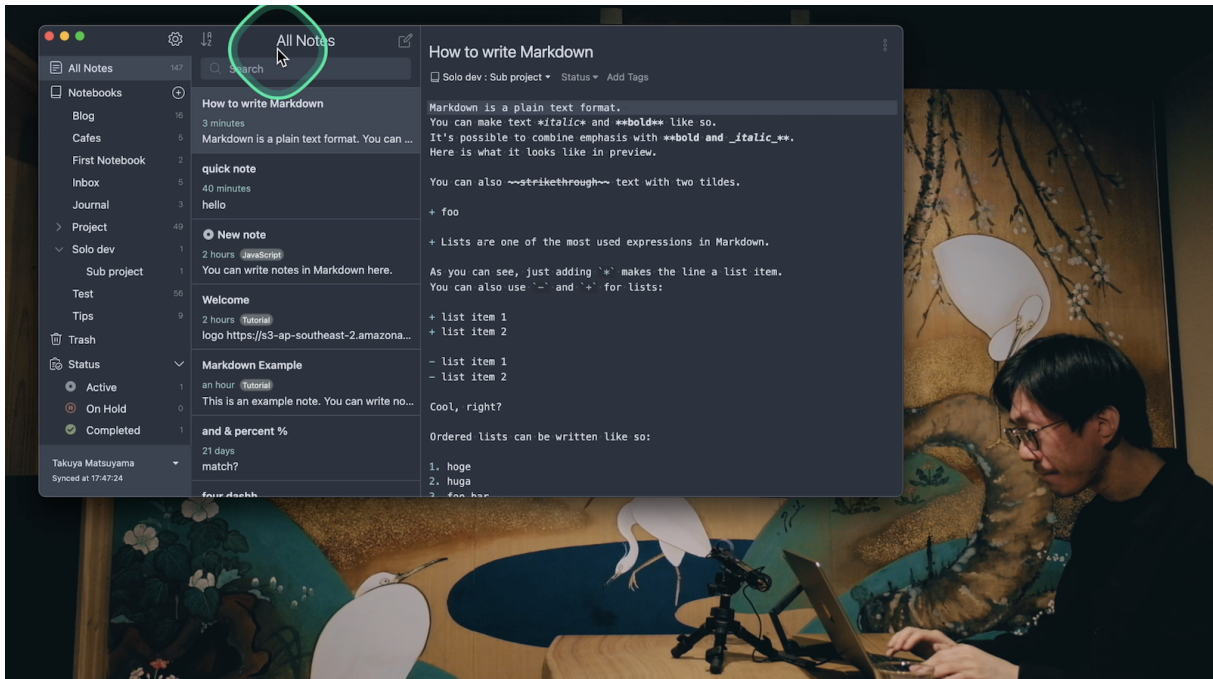 All Notes 147
Notebooks
Blog 16
Cafes 5
First Notebook 2
Inbox 5
Journal 3
Project 49
Solo dev 1
Sub project 1
Test 56
Tips 9
Trash
Status
Active 1
On Hold 0
Completed 1
Takuya Matsuyama
Synced at 17:47:24
All Notes
Search
How to write Markdown
3 minutes
Markdown is a plain text format. You can ...
quick note
40 minutes
hello
New note
2 hours JavaScript
You can write notes in Markdown here.
Welcome
2 hours Tutorial
logo https://s3-ap-southeast-2.amazona...
Markdown Example
an hour Tutorial
This is an example note. You can write no...
and & percent %
21 days
match?
four dashh
How to write Markdown
Solo dev : Sub project Status Add Tags
Markdown is a plain text format.
You can make text *italic* and **bold** like so.
It's possible to combine emphasis with **bold and _italic_**.
Here is what it looks like in preview.
You can also ~~strikethrough~~ text with two tildes.
+ foo
+ Lists are one of the most used expressions in Markdown.
As you can see, just adding `*` makes the line a list item.
You can also use `-` and `+` for lists:
+ list item 1
+ list item 2
- list item 1
- list item 2
Cool, right?
Ordered lists can be written like so:
1. hoge
2. huga
3. foo bar